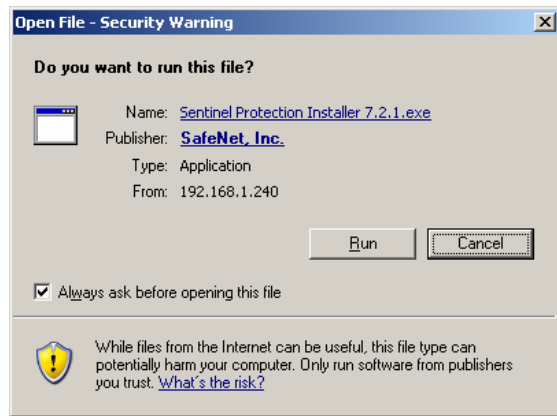 Open File - Security Warning
Do you want to run this file?
Name: Sentinel Protection Installer 7.2.1.exe
Publisher: SafeNet, Inc.
Type: Application
From: 192.168.1.240
Run Cancel
Always ask before opening this file
While files from the Internet can be useful, this file type can
potentially harm your computer. Only run software from publishers
you trust. What's the risk?